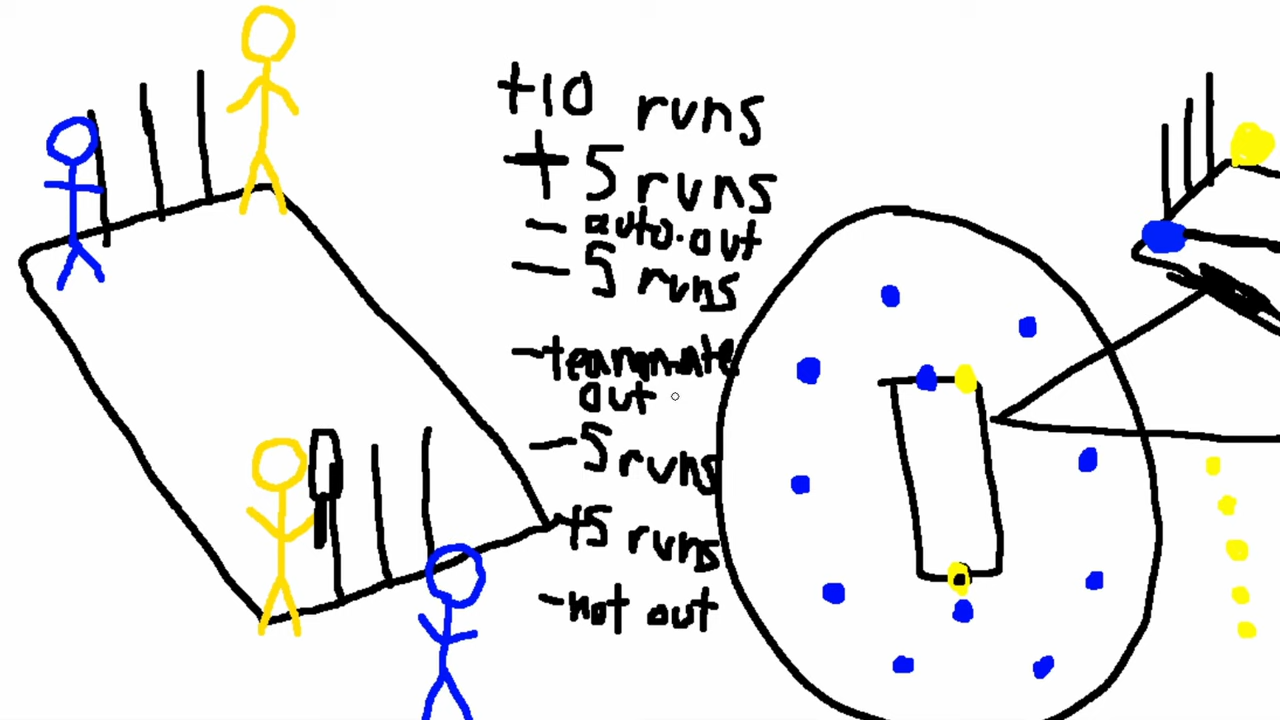 +10 runs
+5 runs
- auto.out
- 5 runs
- teammate
out
- 5 runs
+5 runs
- not out